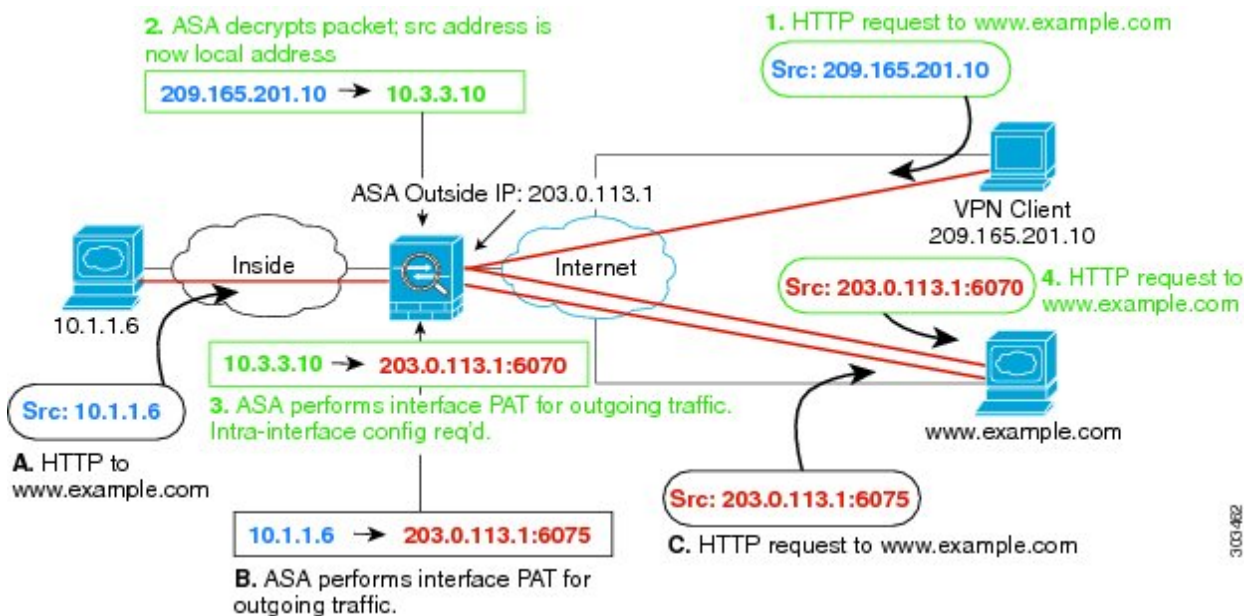 2. ASA decrypts packet; src address is
now local address
209.165.201.10 → 10.3.3.10
1. HTTP request to www.example.com
Src: 209.165.201.10
ASA Outside IP: 203.0.113.1
VPN Client
209.165.201.10
Inside
Internet
10.1.1.6
Src: 203.0.113.1:6070
4. HTTP request to
www.example.com
10.3.3.10 → 203.0.113.1:6070
3. ASA performs interface PAT for outgoing traffic.
Intra-interface config req'd.
www.example.com
Src: 10.1.1.6
A. HTTP to
www.example.com
10.1.1.6 → 203.0.113.1:6075
B. ASA performs interface PAT for
outgoing traffic.
Src: 203.0.113.1:6075
C. HTTP request to www.example.com
303462